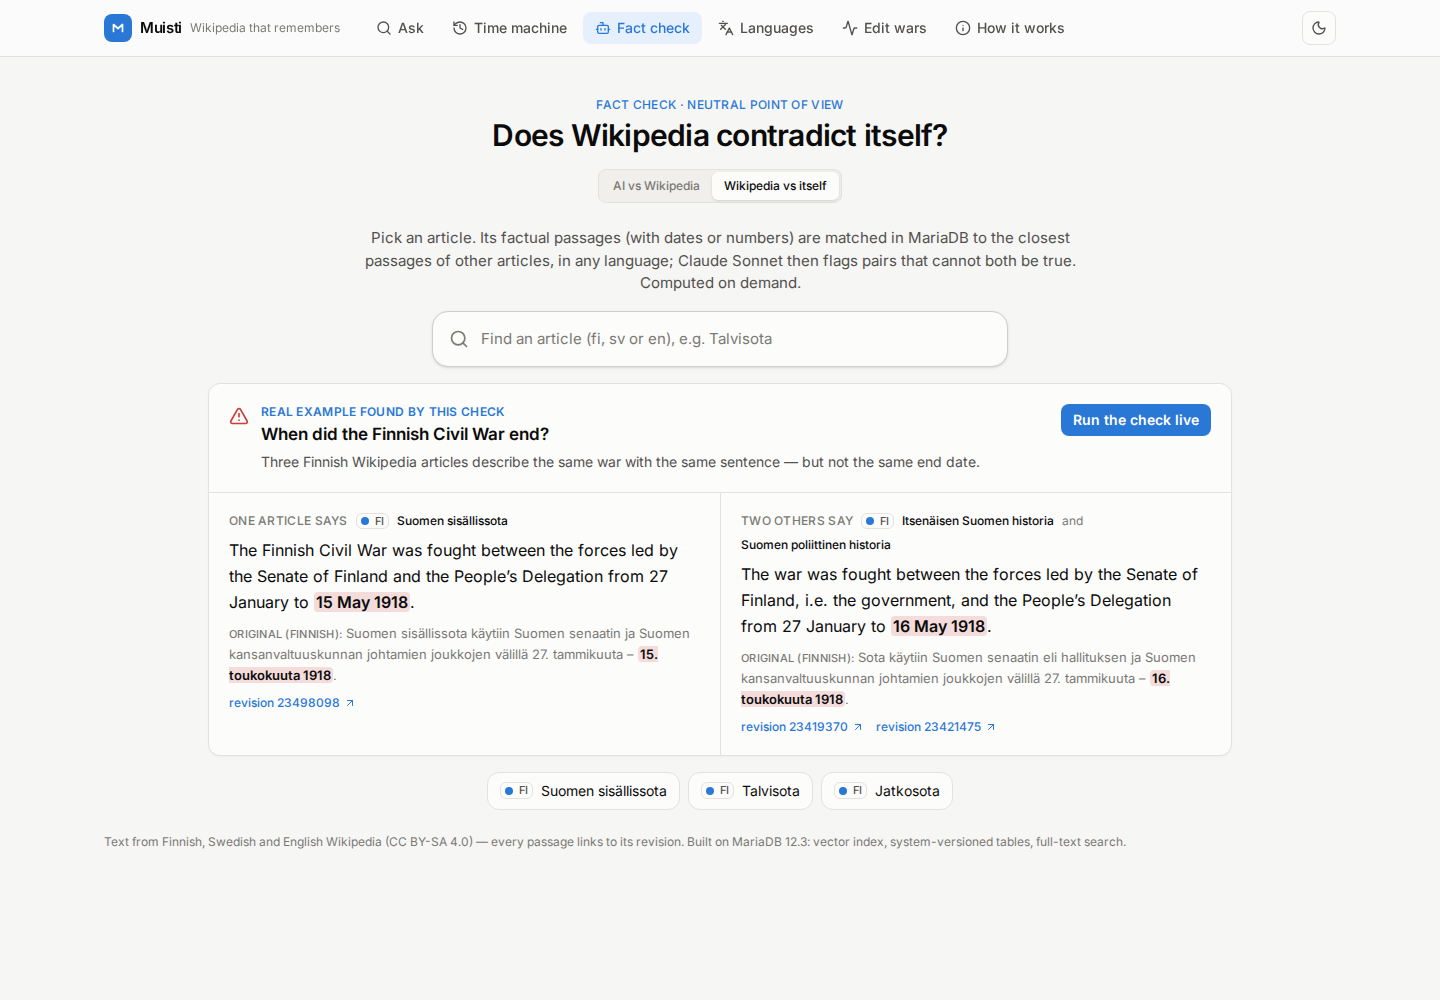 Muisti Wikipedia that remembers Ask Time machine Fact check Languages Edit wars How it works
FACT CHECK · NEUTRAL POINT OF VIEW
Does Wikipedia contradict itself?
AI vs Wikipedia Wikipedia vs itself
Pick an article. Its factual passages (with dates or numbers) are matched in MariaDB to the closest
passages of other articles, in any language; Claude Sonnet then flags pairs that cannot both be true.
Computed on demand.
Find an article (fi, sv or en), e.g. Talvisota
REAL EXAMPLE FOUND BY THIS CHECK
When did the Finnish Civil War end?
Run the check live
Three Finnish Wikipedia articles describe the same war with the same sentence — but not the same end date.
ONE ARTICLE SAYS FI Suomen sisällissota
The Finnish Civil War was fought between the forces led by
the Senate of Finland and the People’s Delegation from 27
January to 15 May 1918.
ORIGINAL (FINNISH): Suomen sisällissota käytiin Suomen senaatin ja Suomen
kansanvaltuuskunnan johtamien joukkojen välillä 27. tammikuuta – 15.
toukokuuta 1918.
revision 23498098
TWO OTHERS SAY FI Itsenäisen Suomen historia and
Suomen poliittinen historia
The war was fought between the forces led by the Senate of
Finland, i.e. the government, and the People’s Delegation
from 27 January to 16 May 1918.
ORIGINAL (FINNISH): Sota käytiin Suomen senaatin eli hallituksen ja Suomen
kansanvaltuuskunnan johtamien joukkojen välillä 27. tammikuuta – 16.
toukokuuta 1918.
revision 23419370 revision 23421475
FI Suomen sisällissota FI Talvisota FI Jatkosota
Text from Finnish, Swedish and English Wikipedia (CC BY-SA 4.0) — every passage links to its revision. Built on MariaDB 12.3: vector index, system-versioned tables, full-text search.